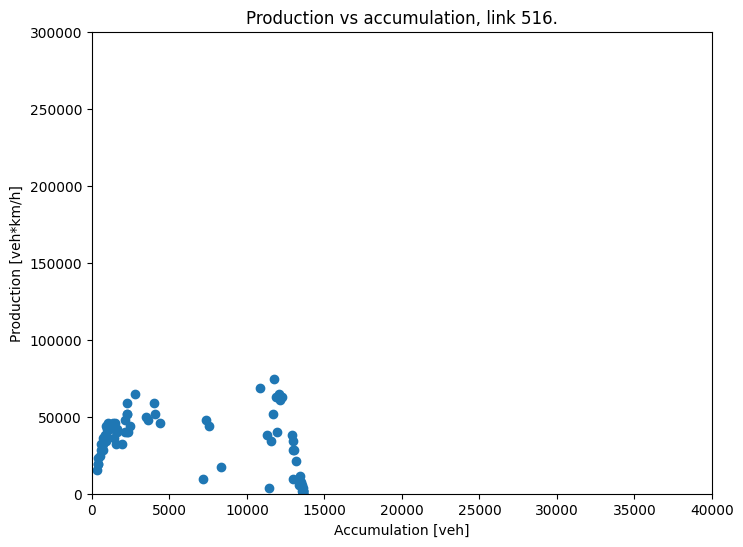 Production vs accumulation, link 516.
300000
250000
200000
150000
100000
50000
0
Production [veh*km/h]
0 5000 10000 15000 20000 25000 30000 35000 40000
Accumulation [veh]